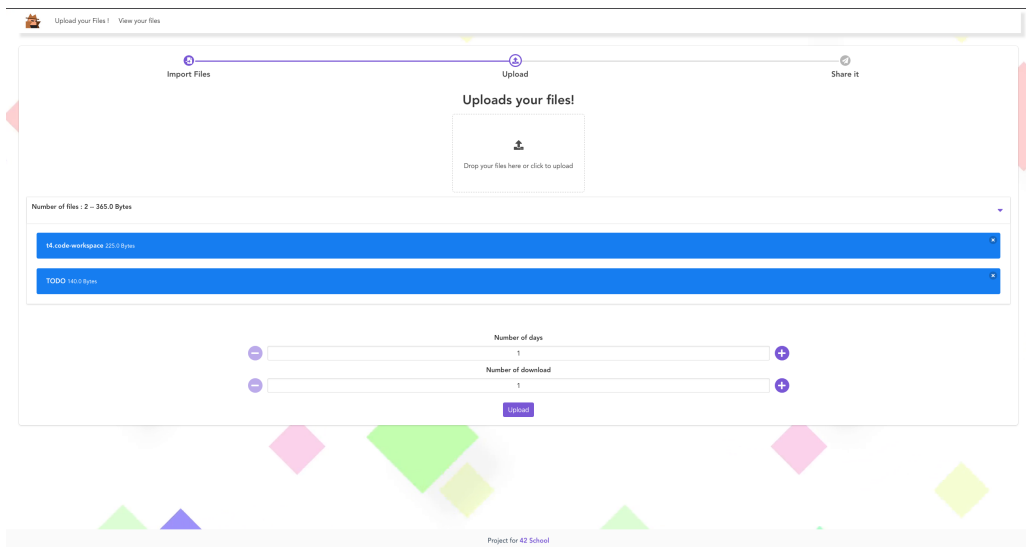 Upload your Files ! View your files
Import Files Upload Share it
Uploads your files!
Drop your files here or click to upload
Number of files : 2 -- 365.0 Bytes
t4.code-workspace 225.0 Bytes
TODO 140.0 Bytes
Number of days
1
Number of download
1
Upload
Project for 42 School